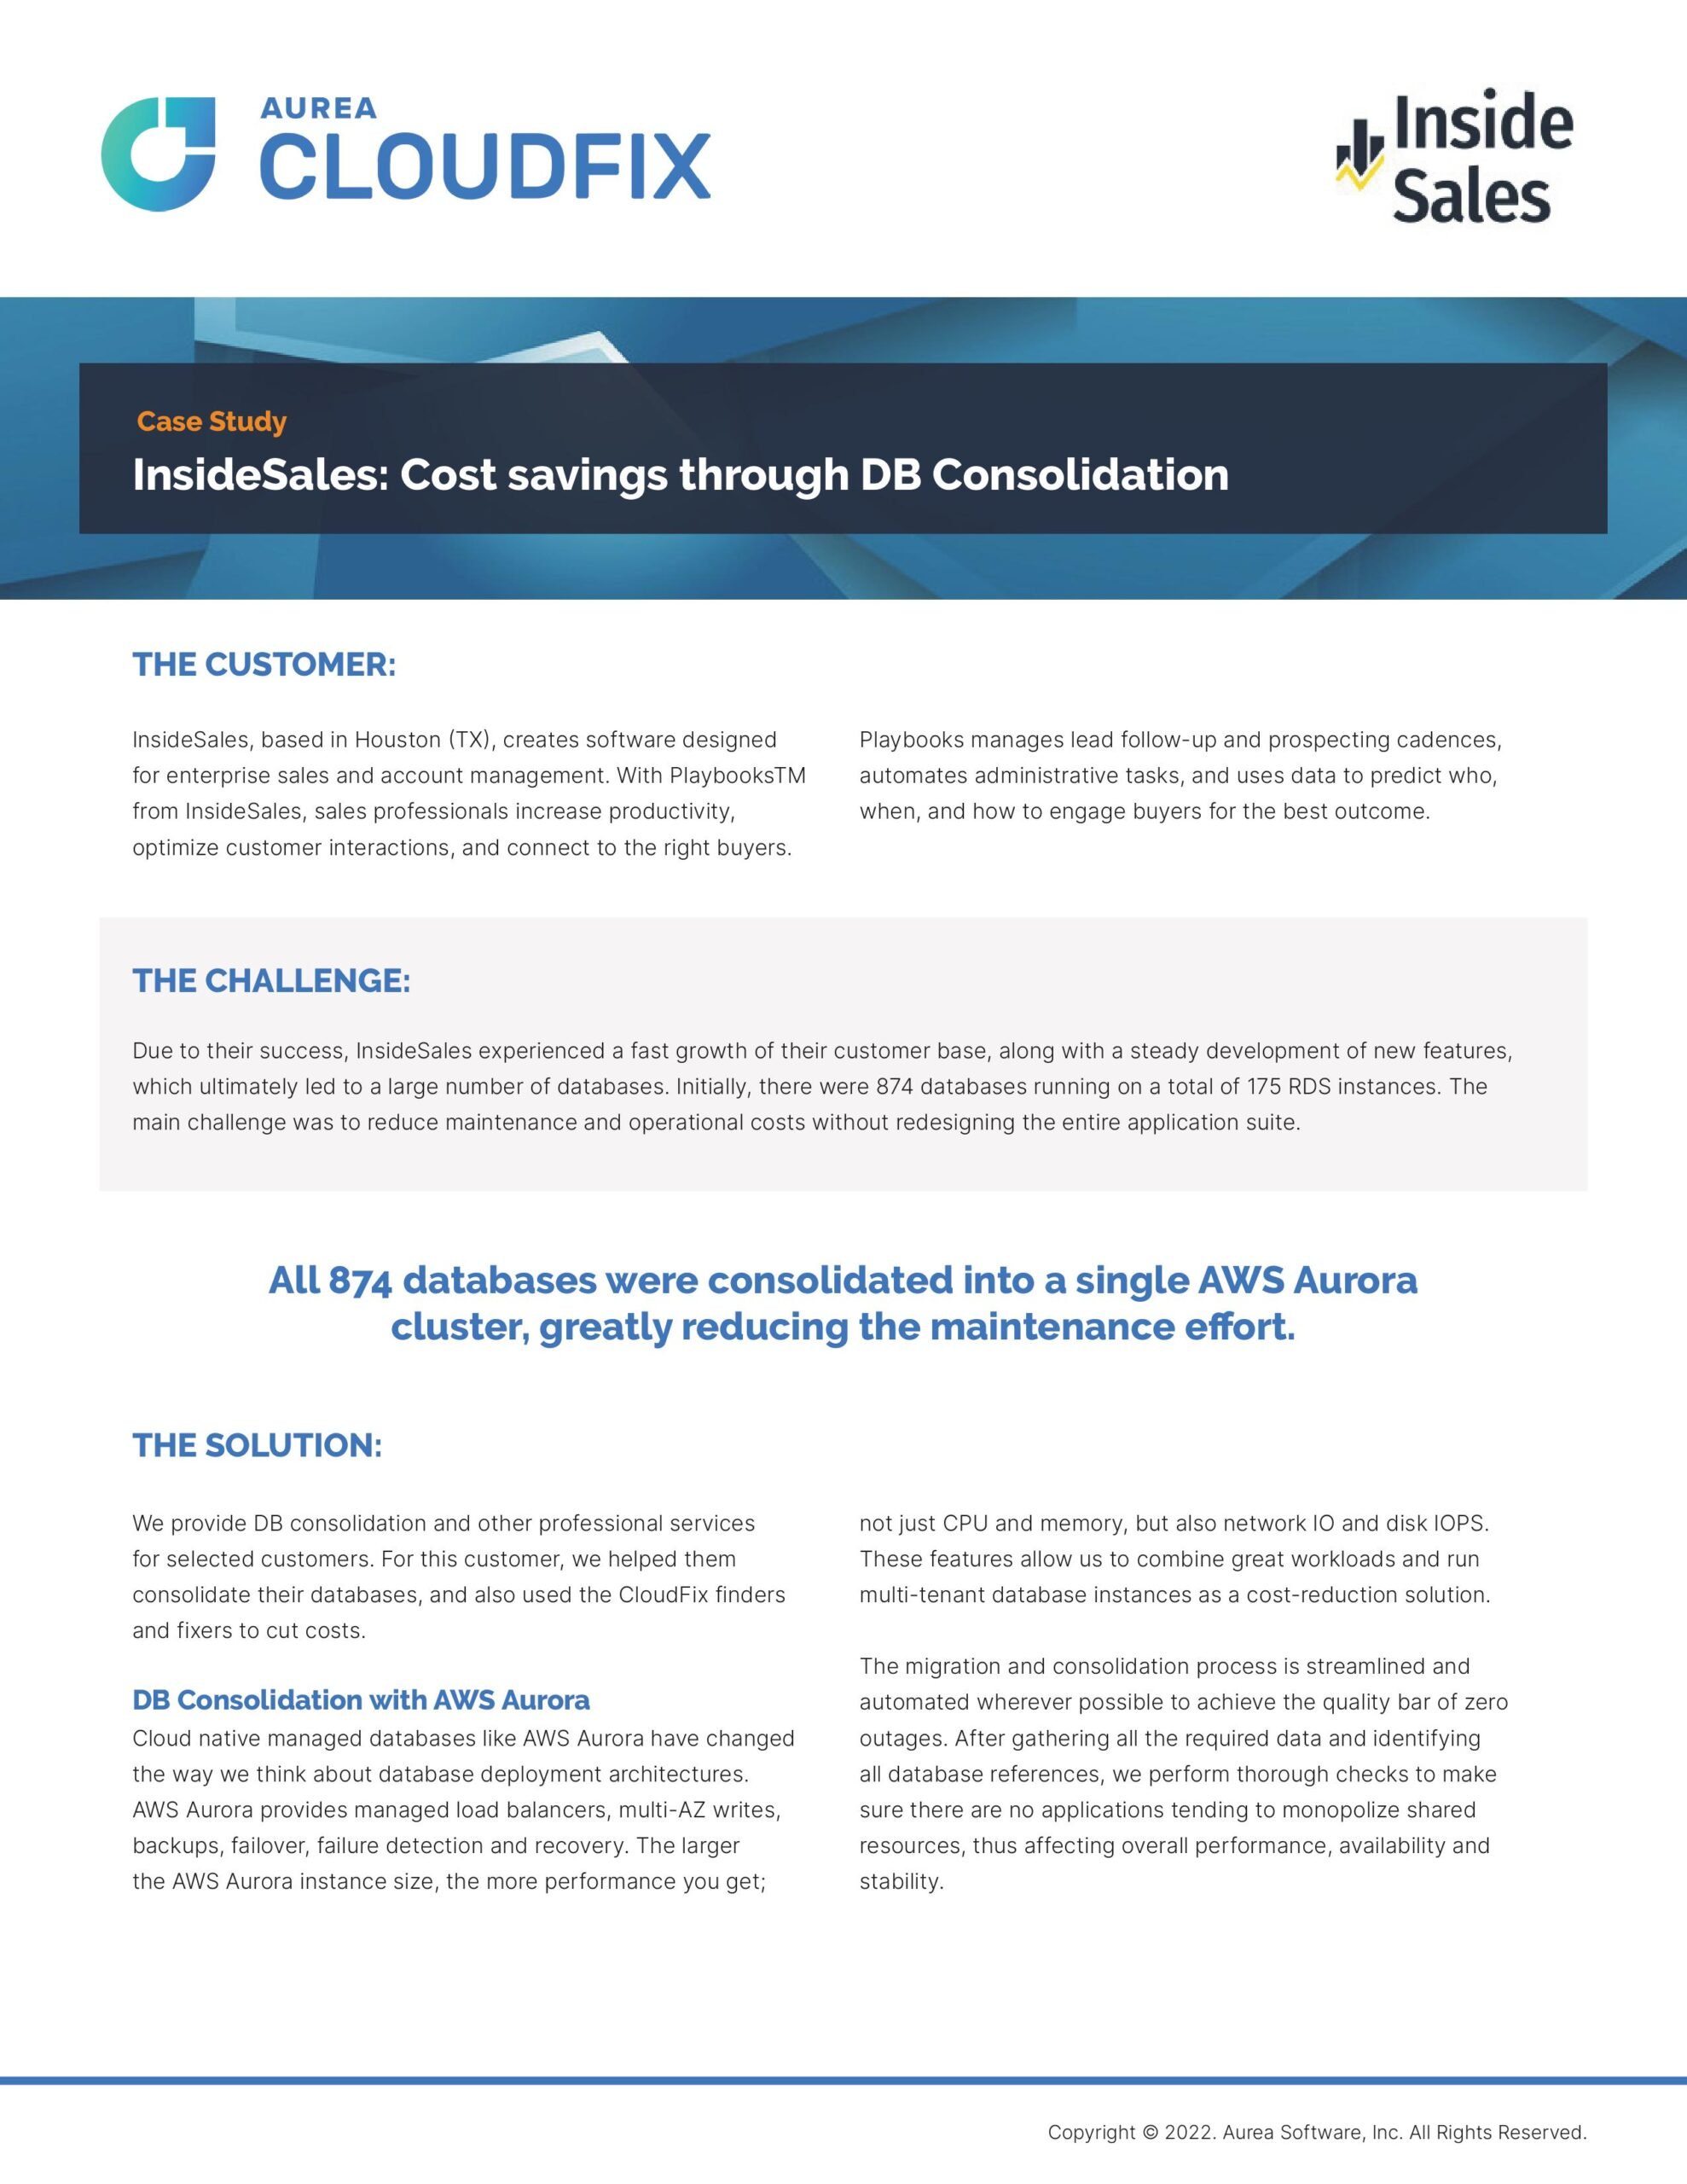 AUREA
CLOUDFIX
Inside
Sales
Case Study
InsideSales: Cost savings through DB Consolidation
THE CUSTOMER:
InsideSales, based in Houston (TX), creates software designed
for enterprise sales and account management. With PlaybooksTM
from InsideSales, sales professionals increase productivity,
optimize customer interactions, and connect to the right buyers.
Playbooks manages lead follow-up and prospecting cadences,
automates administrative tasks, and uses data to predict who,
when, and how to engage buyers for the best outcome.
THE CHALLENGE:
Due to their success, InsideSales experienced a fast growth of their customer base, along with a steady development of new features,
which ultimately led to a large number of databases. Initially, there were 874 databases running on a total of 175 RDS instances. The
main challenge was to reduce maintenance and operational costs without redesigning the entire application suite.
All 874 databases were consolidated into a single AWS Aurora
cluster, greatly reducing the maintenance effort.
THE SOLUTION:
We provide DB consolidation and other professional services
for selected customers. For this customer, we helped them
consolidate their databases, and also used the CloudFix finders
and fixers to cut costs.
DB Consolidation with AWS Aurora
Cloud native managed databases like AWS Aurora have changed
the way we think about database deployment architectures.
AWS Aurora provides managed load balancers, multi-AZ writes,
backups, failover, failure detection and recovery. The larger
the AWS Aurora instance size, the more performance you get;
not just CPU and memory, but also network IO and disk IOPS.
These features allow us to combine great workloads and run
multi-tenant database instances as a cost-reduction solution.
The migration and consolidation process is streamlined and
automated wherever possible to achieve the quality bar of zero
outages. After gathering all the required data and identifying
all database references, we perform thorough checks to make
sure there are no applications tending to monopolize shared
resources, thus affecting overall performance, availability and
stability.
Copyright © 2022. Aurea Software, Inc. All Rights Reserved.